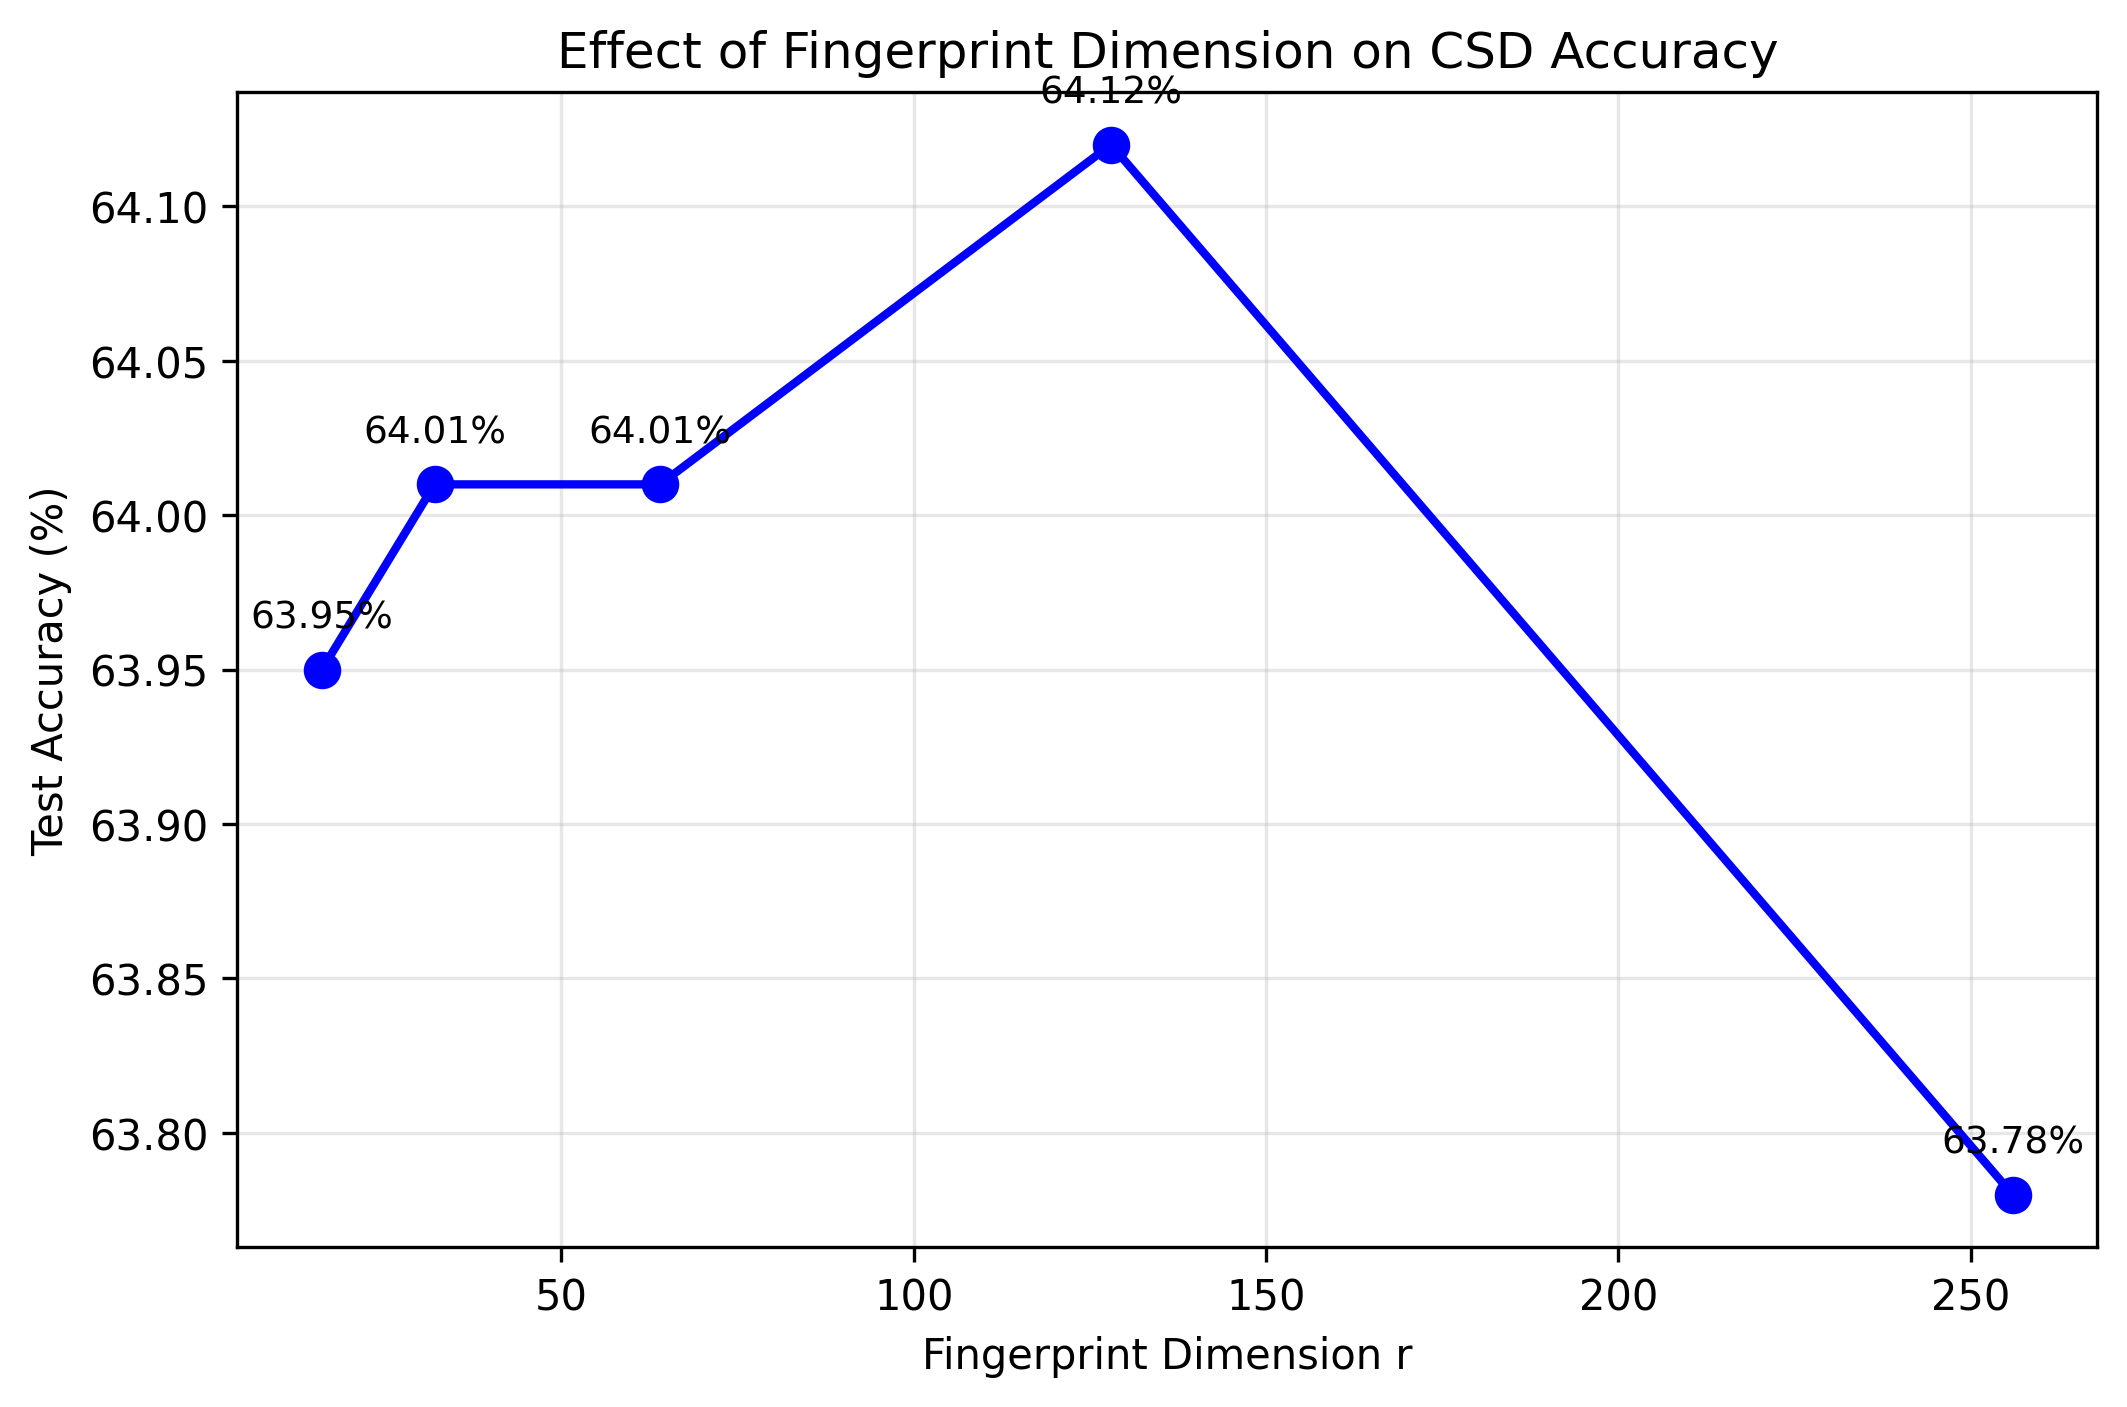 Effect of Fingerprint Dimension on CSD Accuracy
64.12%
64.10
64.05
64.01% 64.01%
64.00
63.95%
63.95
63.90
63.85
63.80
63.78%
Test Accuracy (%)
50 100 150 200 250
Fingerprint Dimension r